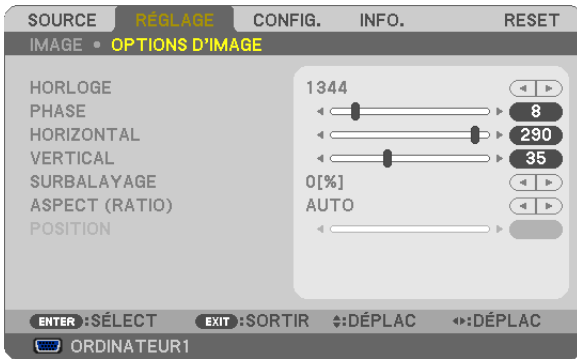 SOURCE RÉGLAGE CONFIG. INFO. RESET
IMAGE • OPTIONS D'IMAGE
HORLOGE 1344
PHASE 8
HORIZONTAL 290
VERTICAL 35
SURBALAYAGE 0[%]
ASPECT (RATIO) AUTO
POSITION
ENTER :SÉLECT EXIT :SORTIR :DÉPLAC :DÉPLAC
ORDINATEUR1